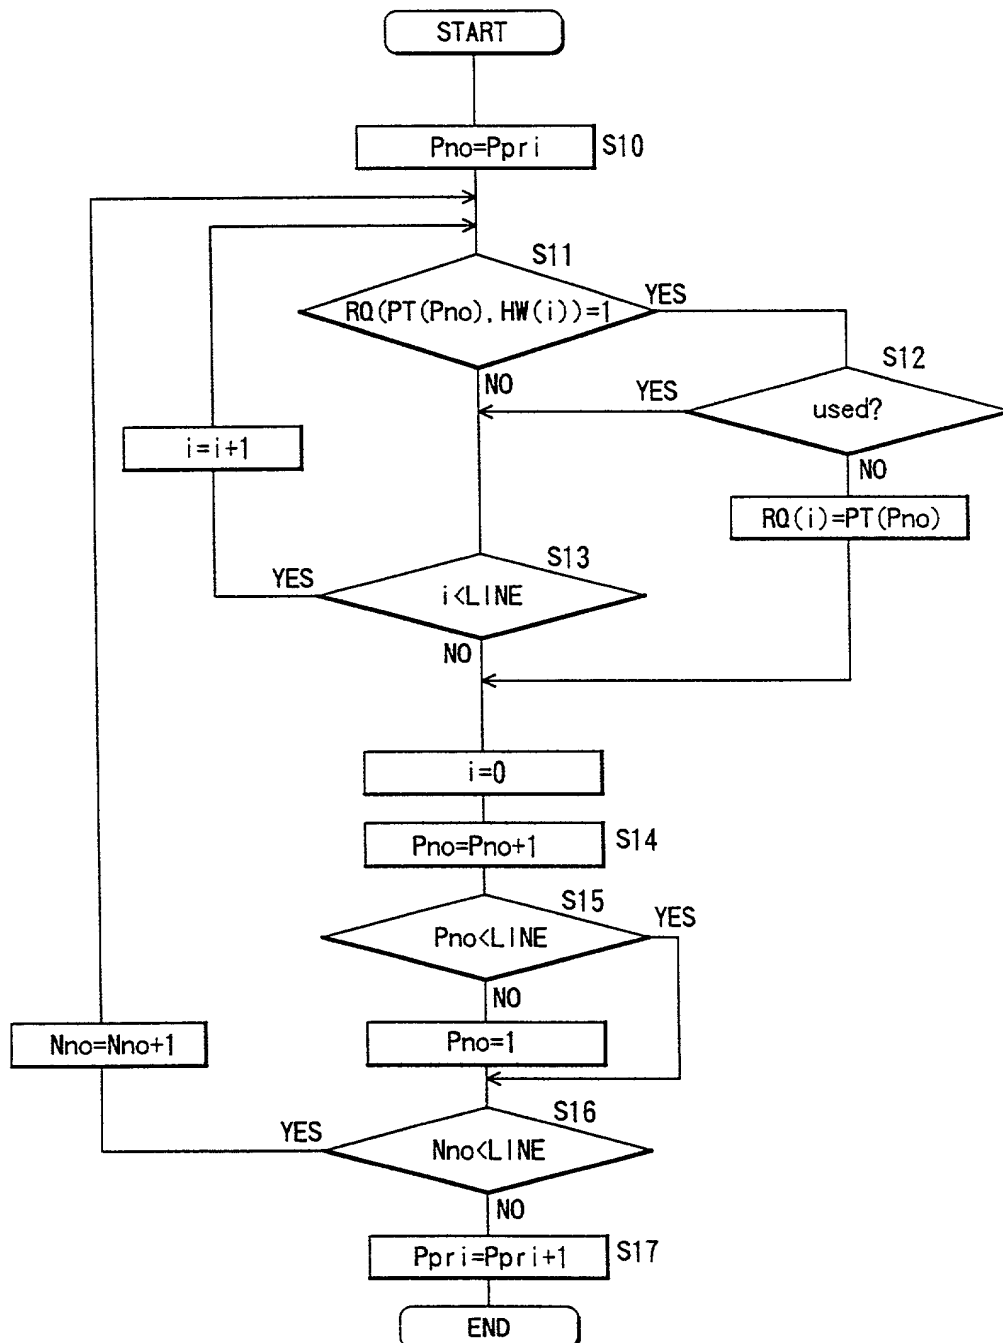 START
Pno=Ppri
S10
S11
RQ(PT(Pno).HW(i))=1
YES
NO
S12
YES
used?
NO
i=i+1
RQ(i)=PT(Pno)
S13
YES
i<LINE
NO
i=0
Pno=Pno+1
S14
S15
Pno<LINE
YES
NO
Nno=Nno+1
Pno=1
S16
YES
Nno<LINE
NO
Ppri=Ppri+1
S17
END